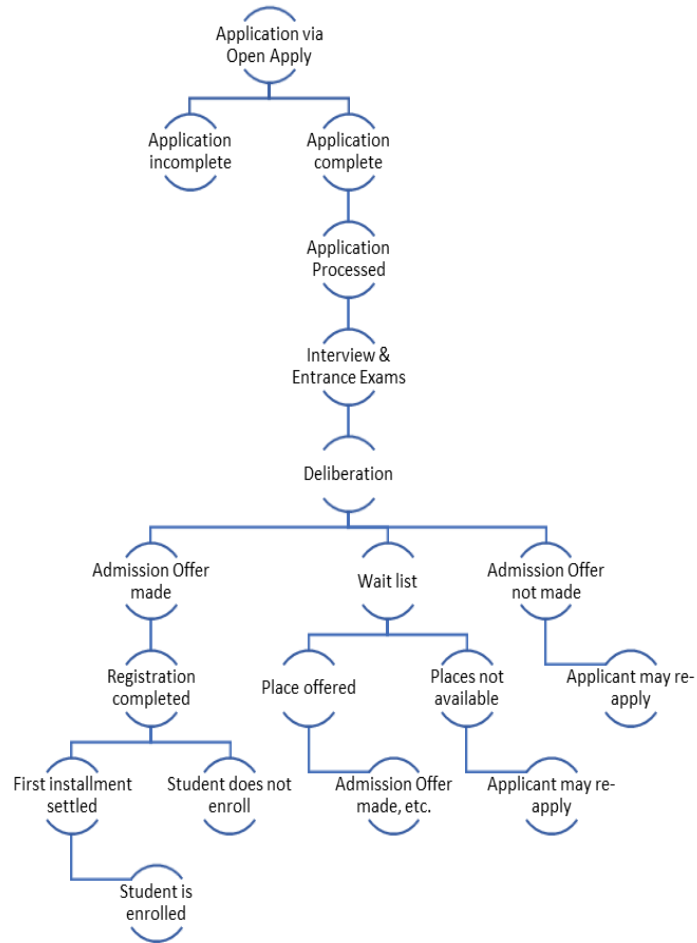 Application via
Open Apply
Application
incomplete
Application
complete
Application
Processed
Interview &
Entrance Exams
Deliberation
Admission Offer
made
Wait list
Admission Offer
not made
Registration
completed
Place offered
Places not
available
Applicant may re-
apply
First installment
settled
Student does not
enroll
Admission Offer
made, etc.
Applicant may re-
apply
Student is
enrolled